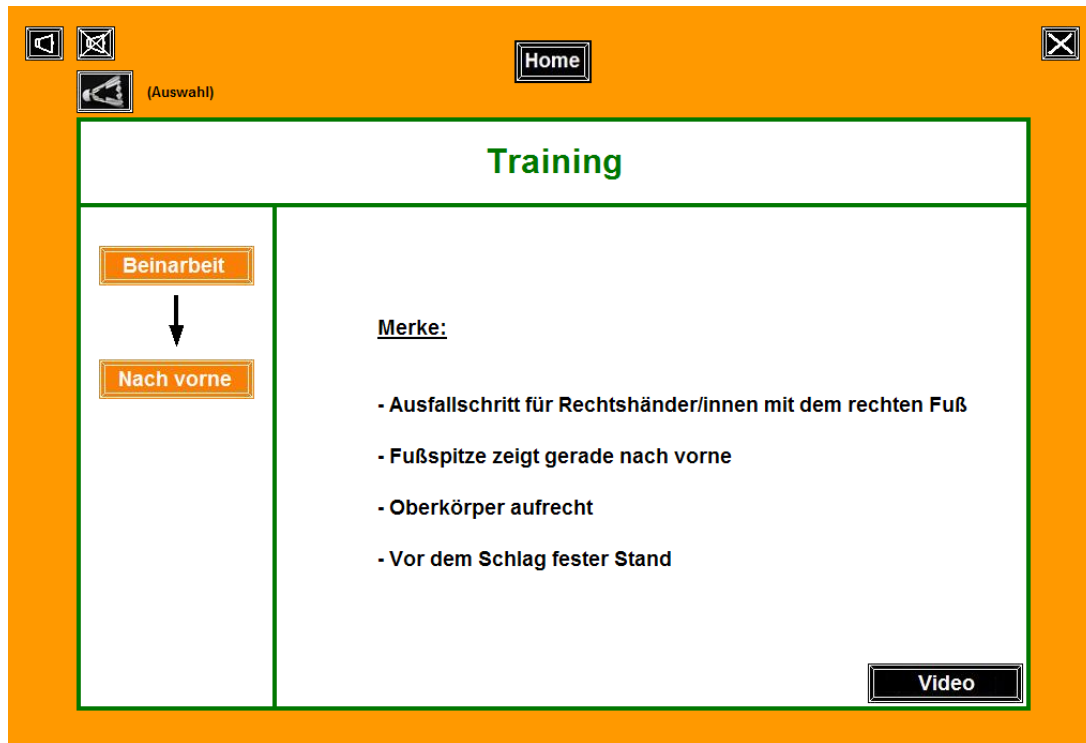 Home
(Auswahl)
Training
Beinarbeit
Nach vorne
Merke:
- Ausfallschritt für Rechtshänder/innen mit dem rechten Fuß
- Fußspitze zeigt gerade nach vorne
- Oberkörper aufrecht
- Vor dem Schlag fester Stand
Video